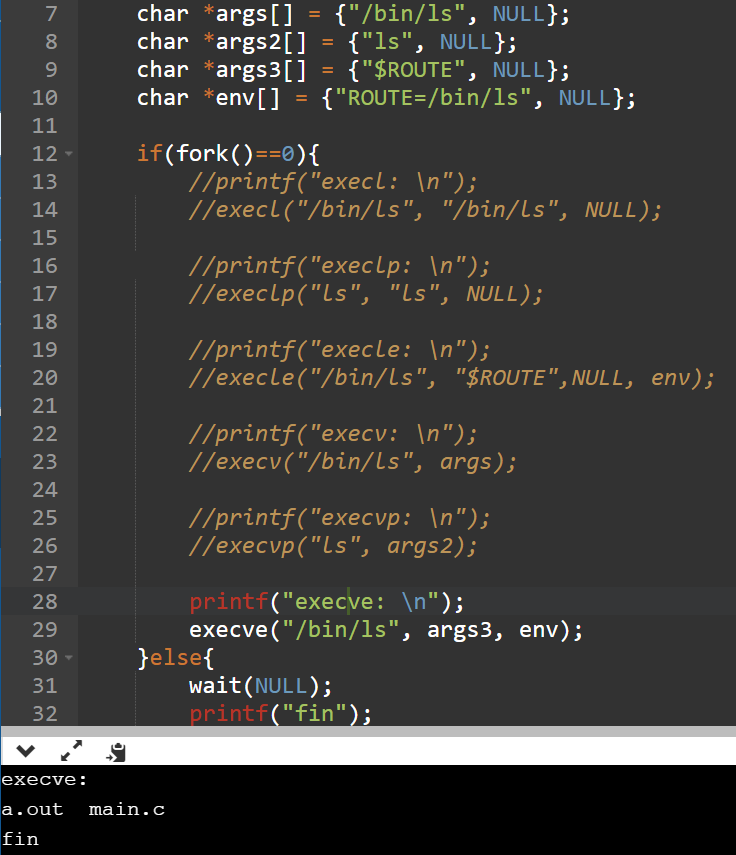 7 char *args[] = {"/bin/ls", NULL};
8 char *args2[] = {"ls", NULL};
9 char *args3[] = {"$ROUTE", NULL};
10 char *env[] = {"ROUTE=/bin/ls", NULL};
11
12 if(fork()==0){
13 //printf("execl: \n");
14 //execl("/bin/ls", "/bin/ls", NULL);
15
16 //printf("execlp: \n");
17 //execlp("ls", "ls", NULL);
18
19 //printf("execle: \n");
20 //execle("/bin/ls", "$ROUTE",NULL, env);
21
22 //printf("execv: \n");
23 //execv("/bin/ls", args);
24
25 //printf("execvp: \n");
26 //execvp("ls", args2);
27
28 printf("execve: \n");
29 execve("/bin/ls", args3, env);
30 }else{
31 wait(NULL);
32 printf("fin");
execve:
a.out  main.c
fin